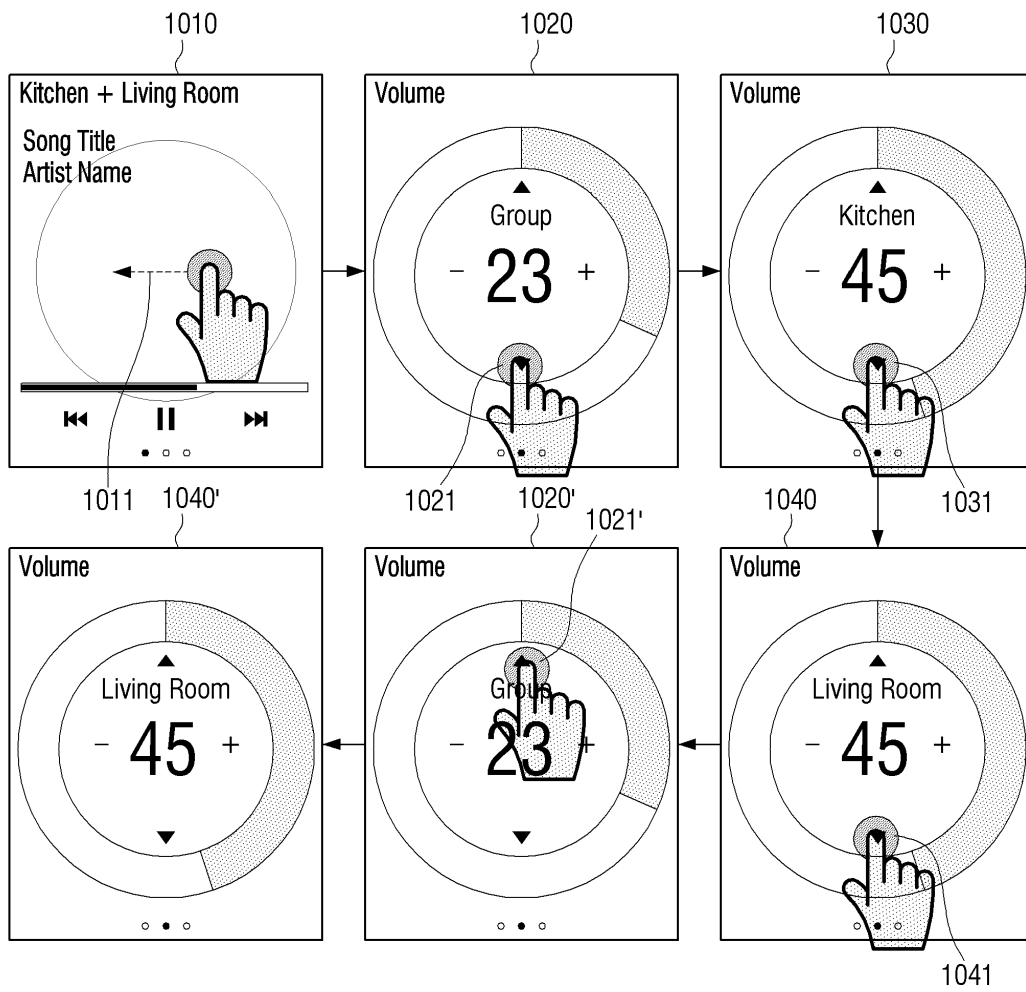 1010
1020
1030
Kitchen + Living Room
Song Title
Artist Name
Volume
Group
- 23 +
Volume
Kitchen
- 45 +
1011
1021
1031
1040'
1020'
1021'
1040
Volume
Living Room
- 45 +
Volume
Group
- 23 +
Volume
Living Room
- 45 +
1041